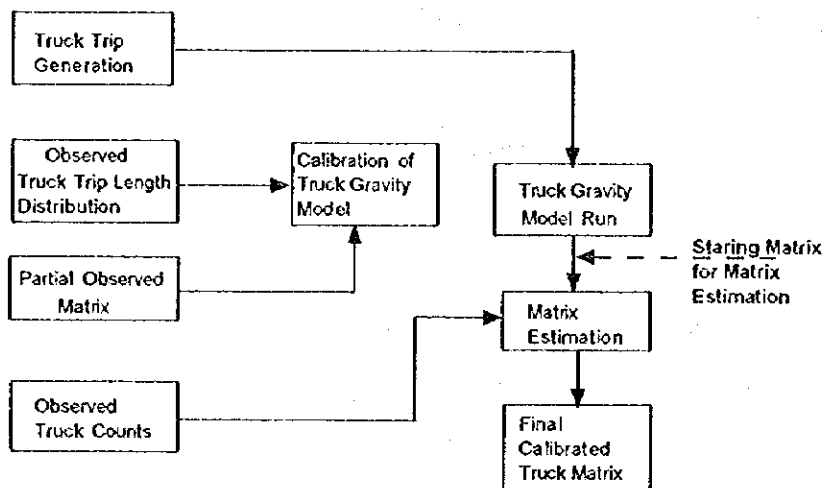 Truck Trip
Generation
Observed
Truck Trip Length
Distribution
Calibration of
Truck Gravity
Model
Truck Gravity
Model Run
Staring Matrix
for Matrix
Estimation
Partial Observed
Matrix
Matrix
Estimation
Observed
Truck Counts
Final
Calibrated
Truck Matrix